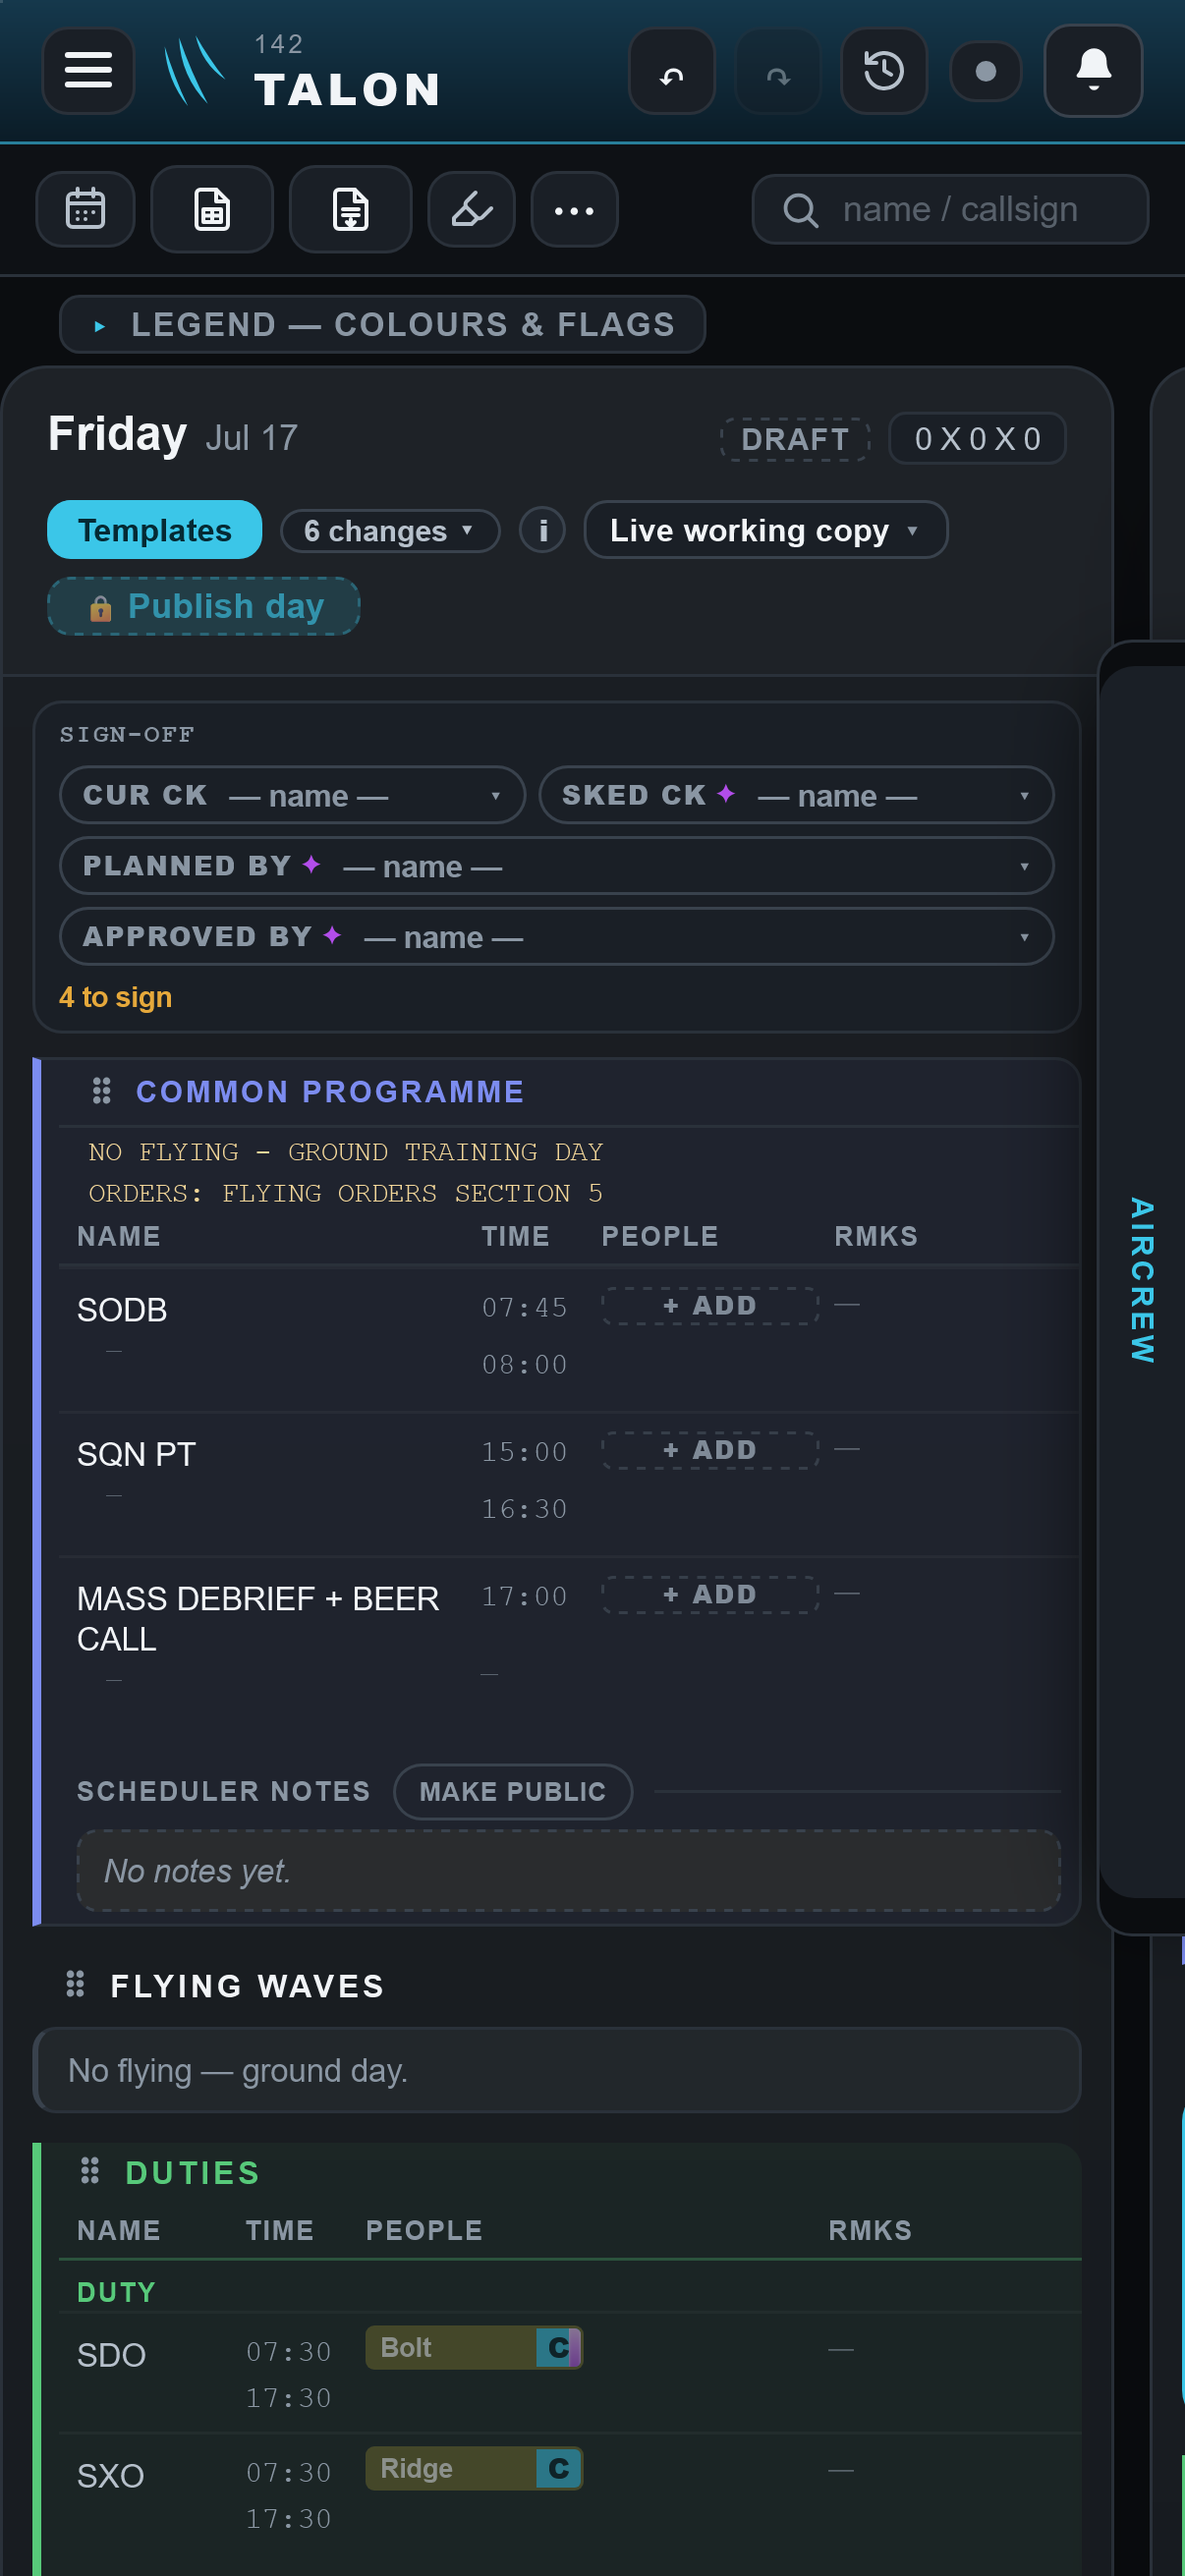 142
TALON
name / callsign
LEGEND — COLOURS & FLAGS
Friday Jul 17 DRAFT 0 X 0 X 0
Templates 6 changes i Live working copy
Publish day
SIGN-OFF
CUR CK — name — SKED CK — name —
PLANNED BY — name —
APPROVED BY — name —
4 to sign
COMMON PROGRAMME
NO FLYING - GROUND TRAINING DAY
ORDERS: FLYING ORDERS SECTION 5
NAME TIME PEOPLE RMKS
SODB 07:45 + ADD —
— 08:00
SQN PT 15:00 + ADD —
— 16:30
MASS DEBRIEF + BEER 17:00 + ADD —
CALL
— —
SCHEDULER NOTES MAKE PUBLIC
No notes yet.
AIRCREW
FLYING WAVES
No flying — ground day.
DUTIES
NAME TIME PEOPLE RMKS
DUTY
SDO 07:30 Bolt C —
17:30
SXO 07:30 Ridge C —
17:30